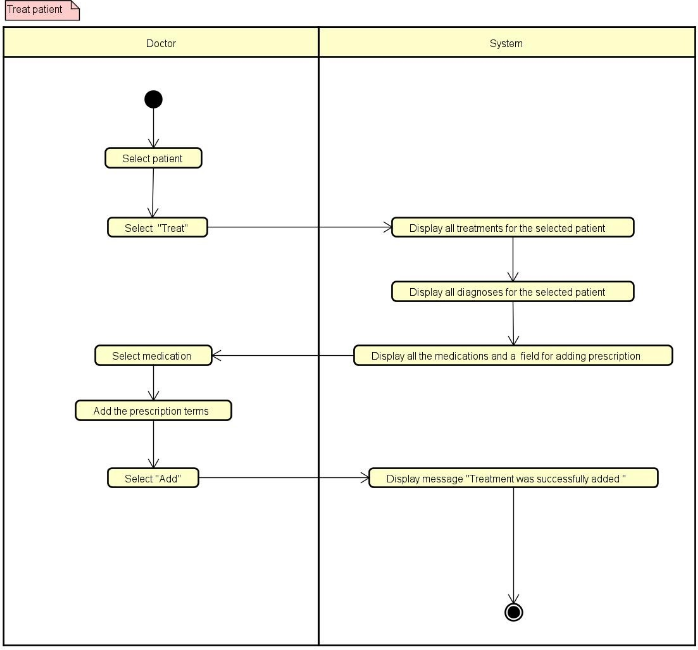 Treat patient
Doctor
System
Select patient
Select "Treat"
Display all treatments for the selected patient
Display all diagnoses for the selected patient
Select medication
Display all the medications and a field for adding prescription
Add the prescription terms
Select "Add"
Display message "Treatment was successfully added "